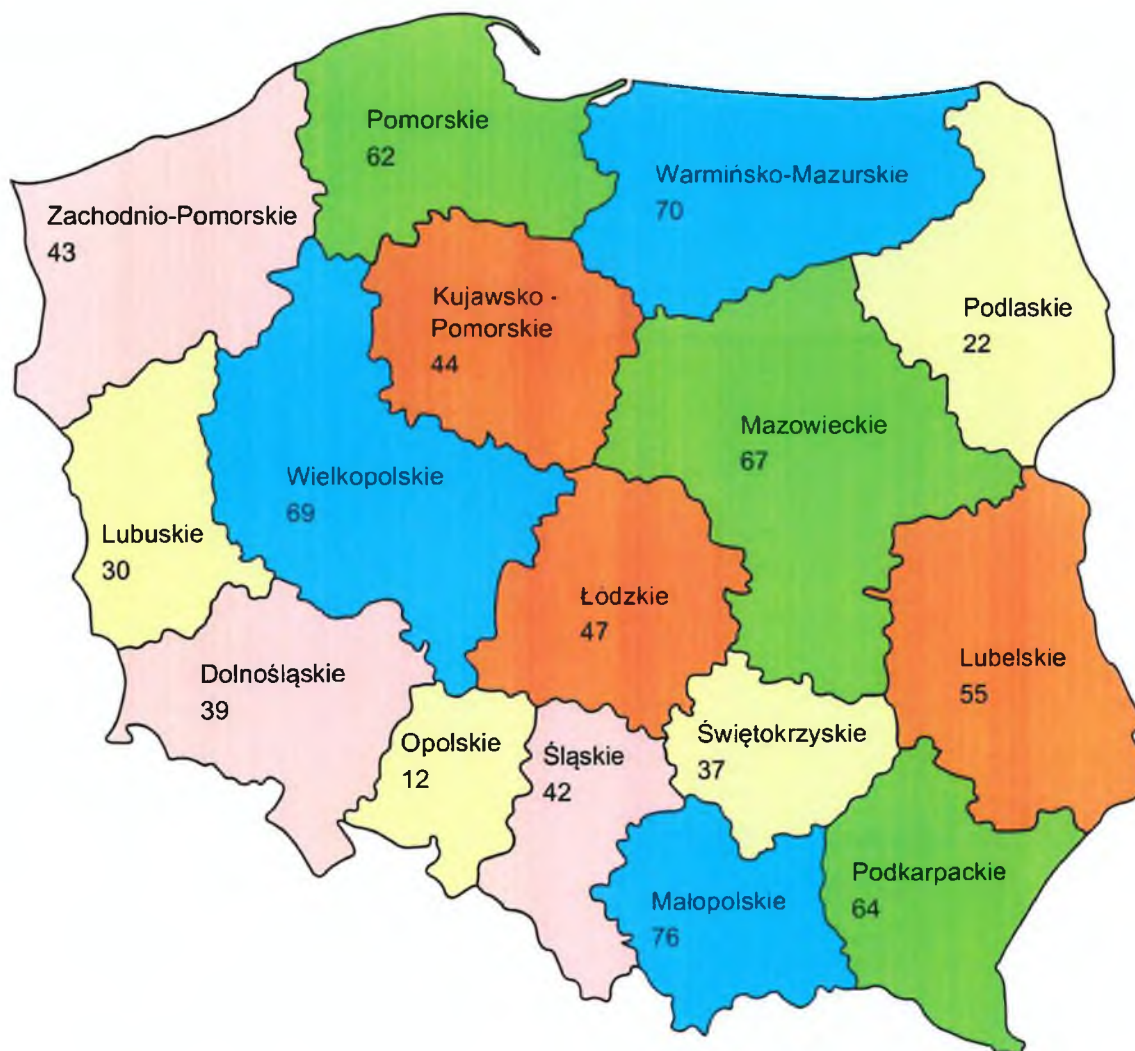 Pomorskie
62
Warmińsko-Mazurskie
70
Zachodnio-Pomorskie
43
Kujawsko -
Pomorskie
44
Podlaskie
22
Mazowieckie
67
Wielkopolskie
69
Lubuskie
30
Łódzkie
47
Lubelskie
55
Dolnośląskie
39
Opolskie
12
Śląskie
42
Świętokrzyskie
37
Podkarpackie
64
Małopolskie
76